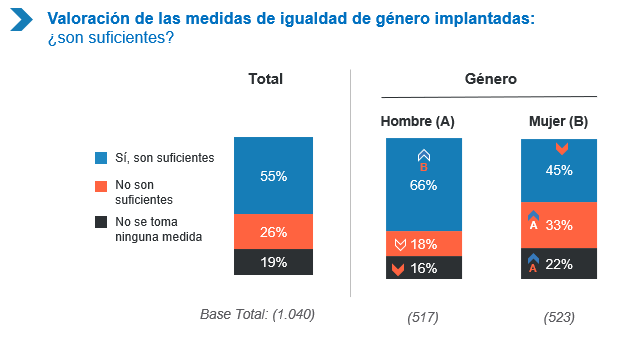 Valoración de las medidas de igualdad de género implantadas:
¿son suficientes?
Total
Género
Hombre (A)
Mujer (B)
Sí, son suficientes
No son
suficientes
No se toma
ninguna medida
55%
26%
19%
B
66%
18%
16%
45%
A 33%
A 22%
Base Total: (1.040)
(517)
(523)